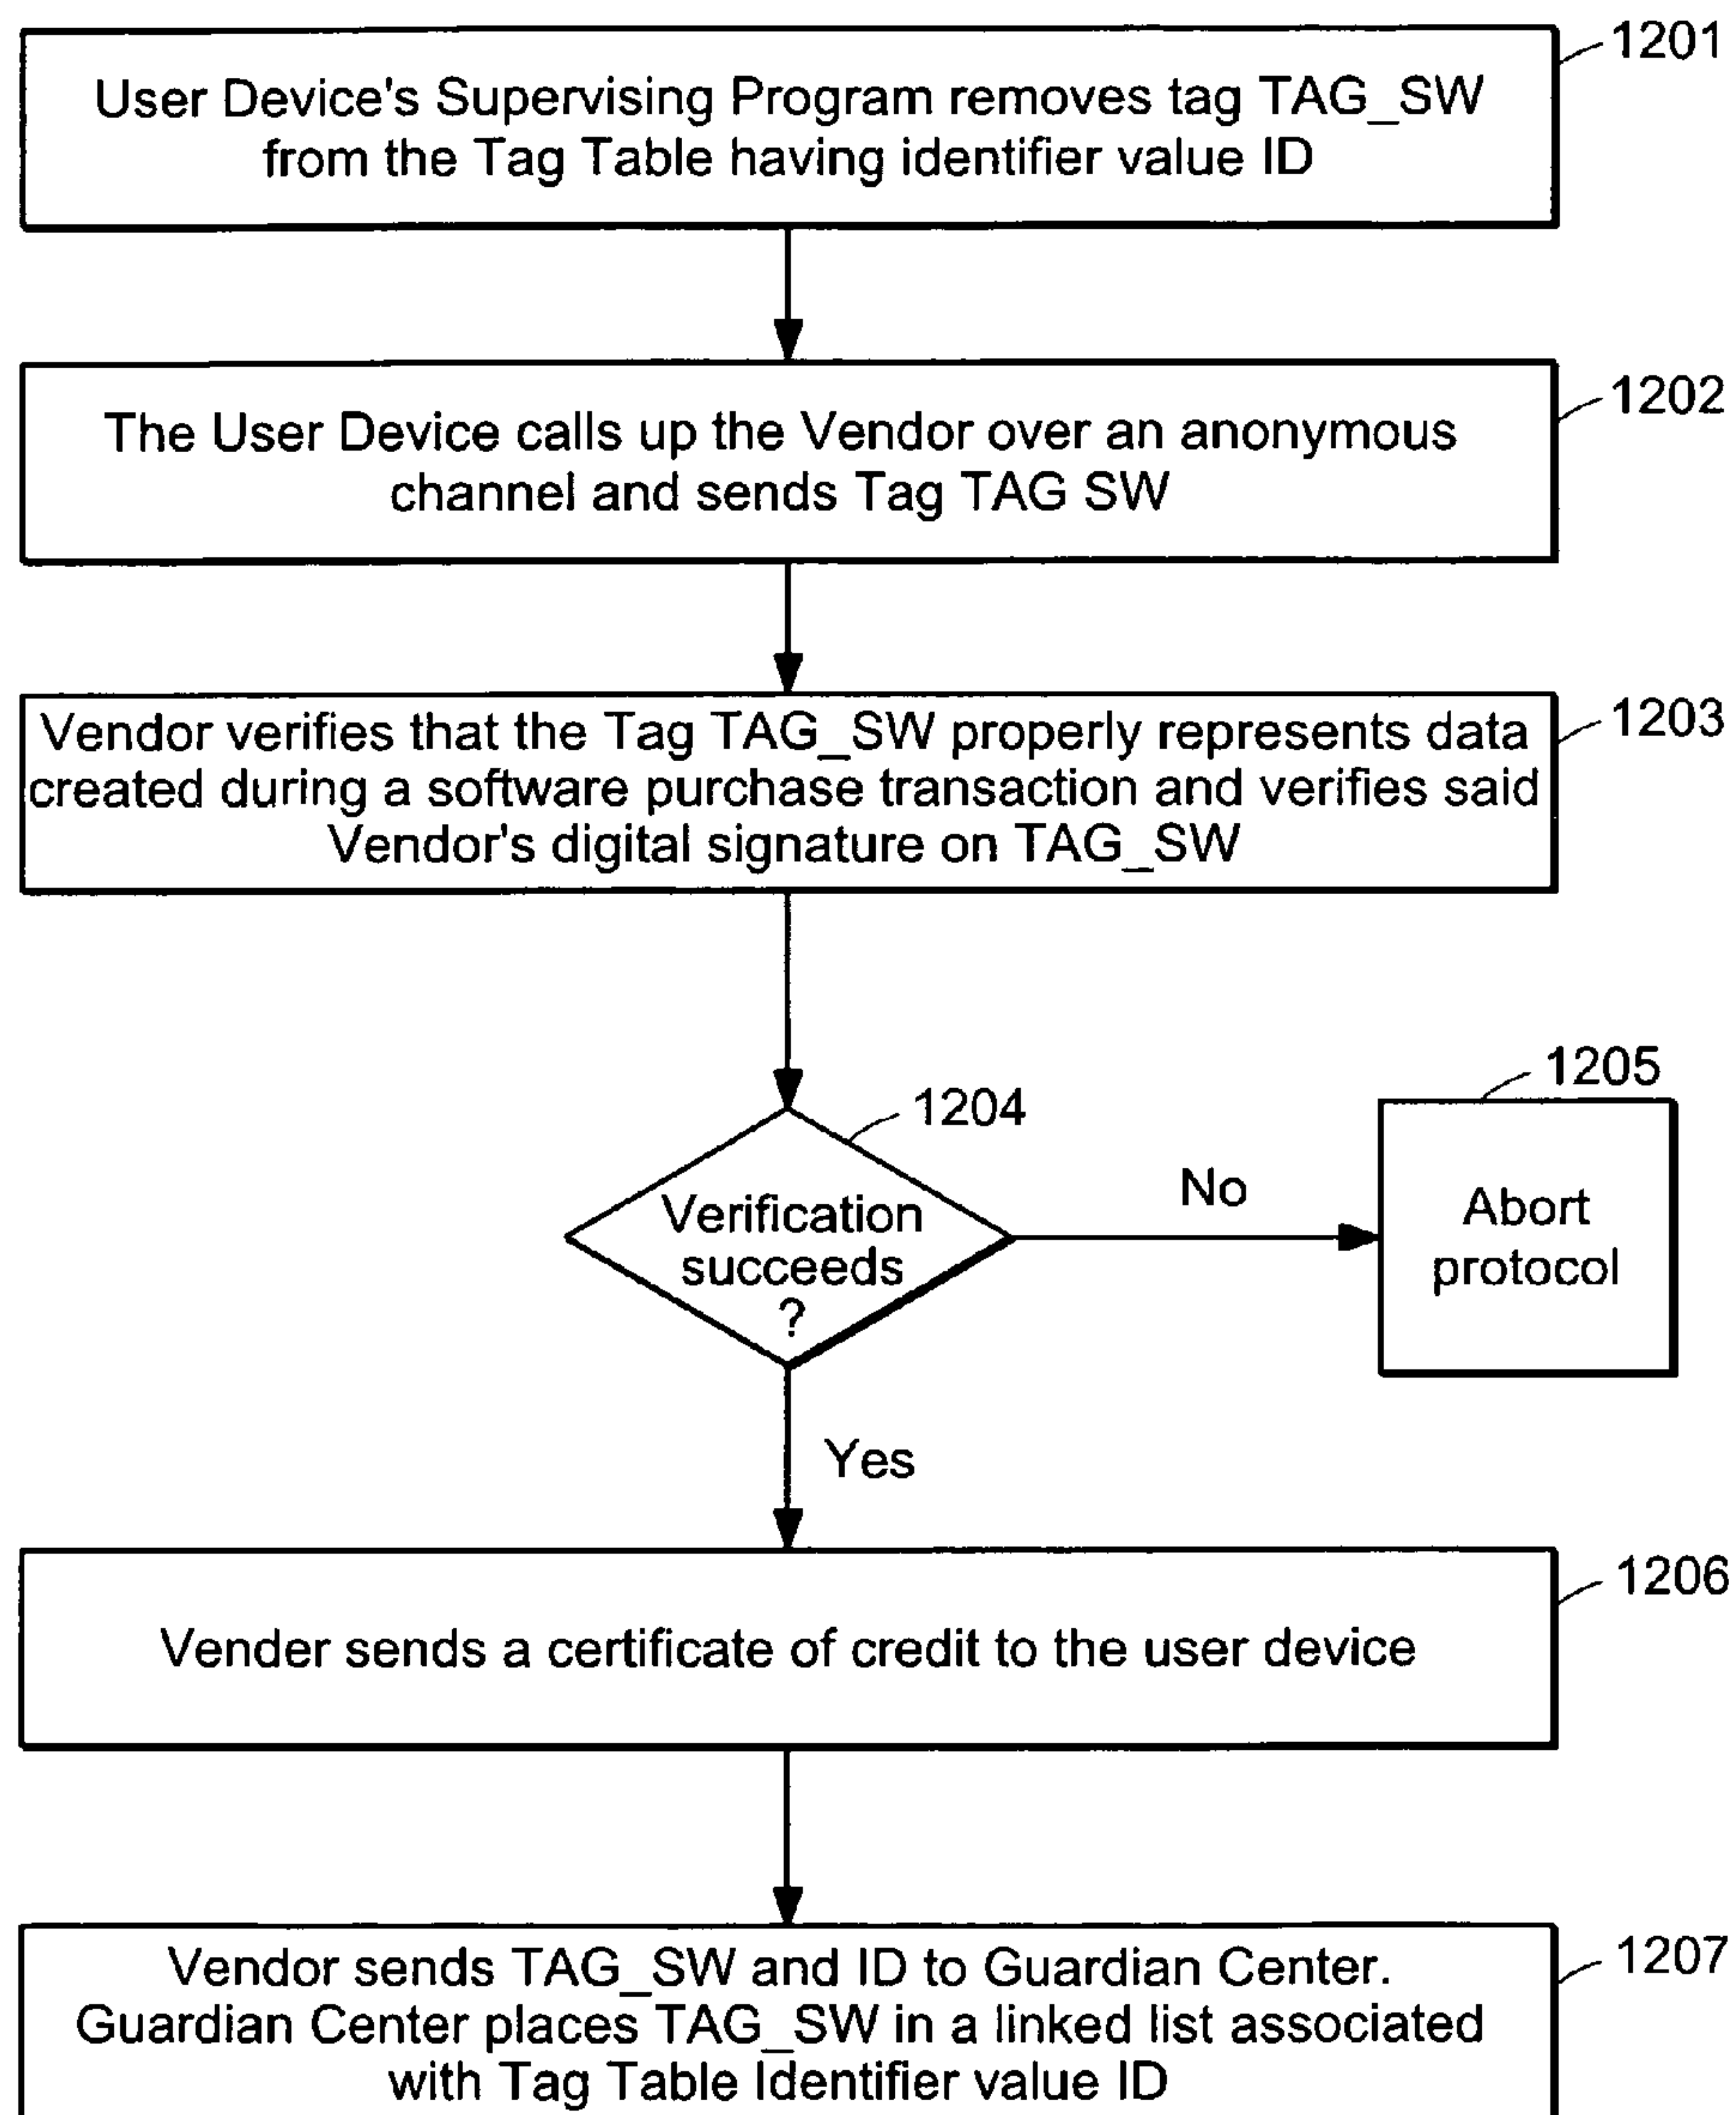 1201
User Device's Supervising Program removes tag TAG_SW
from the Tag Table having identifier value ID
1202
The User Device calls up the Vendor over an anonymous
channel and sends Tag TAG SW
1203
Vendor verifies that the Tag TAG_SW properly represents data
created during a software purchase transaction and verifies said
Vendor's digital signature on TAG_SW
1204
Verification
succeeds
?
No
1205
Abort
protocol
Yes
1206
Vender sends a certificate of credit to the user device
1207
Vendor sends TAG_SW and ID to Guardian Center.
Guardian Center places TAG_SW in a linked list associated
with Tag Table Identifier value ID